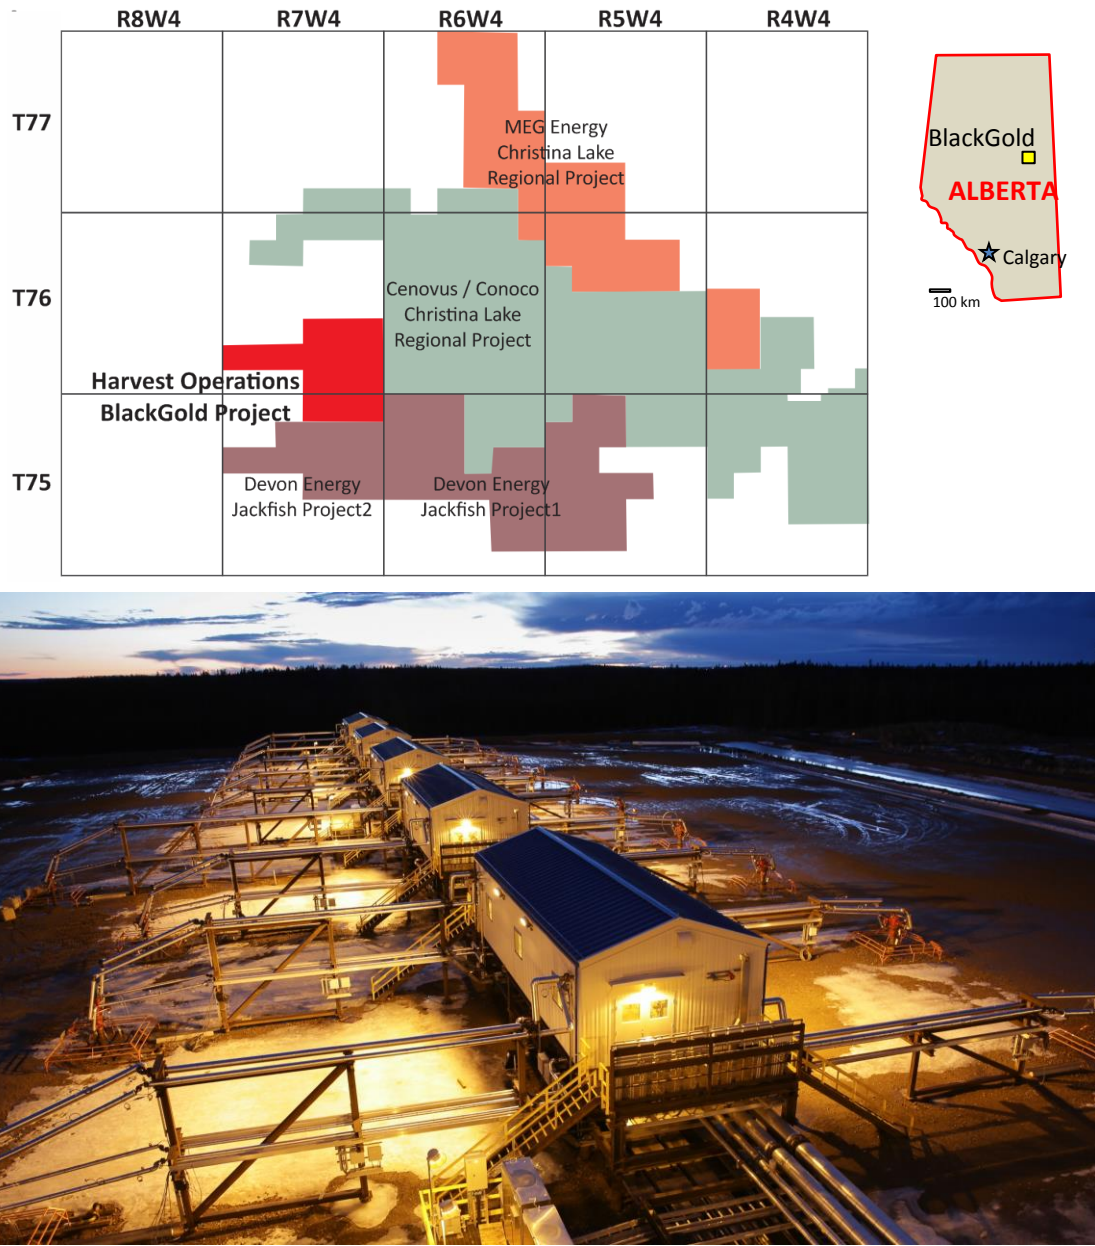 R8W4 R7W4 R6W4 R5W4 R4W4
T77
MEG Energy
Christina Lake
Regional Project
T76
Cenovus / Conoco
Christina Lake
Regional Project
Harvest Operations
BlackGold Project
T75
Devon Energy
Jackfish Project2
Devon Energy
Jackfish Project1
BlackGold
ALBERTA
Calgary
100 km